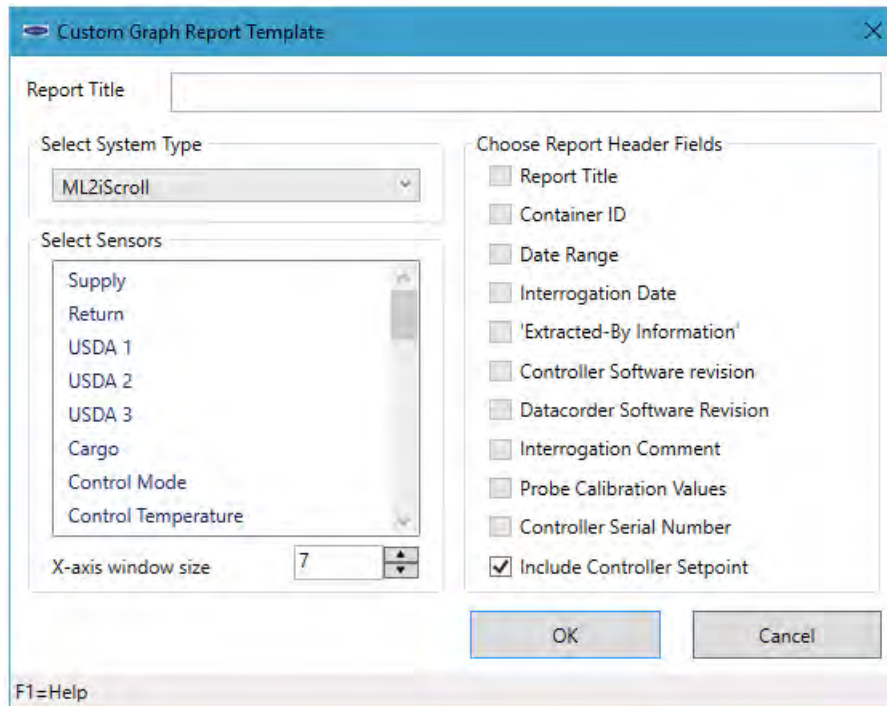 Custom Graph Report Template
Report Title
Select System Type
ML2iScroll
Select Sensors
Supply
Return
USDA 1
USDA 2
USDA 3
Cargo
Control Mode
Control Temperature
X-axis window size
7
Choose Report Header Fields
Report Title
Container ID
Date Range
Interrogation Date
'Extracted-By Information'
Controller Software revision
Datacorder Software Revision
Interrogation Comment
Probe Calibration Values
Controller Serial Number
Include Controller Setpoint
OK
Cancel
F1=Help